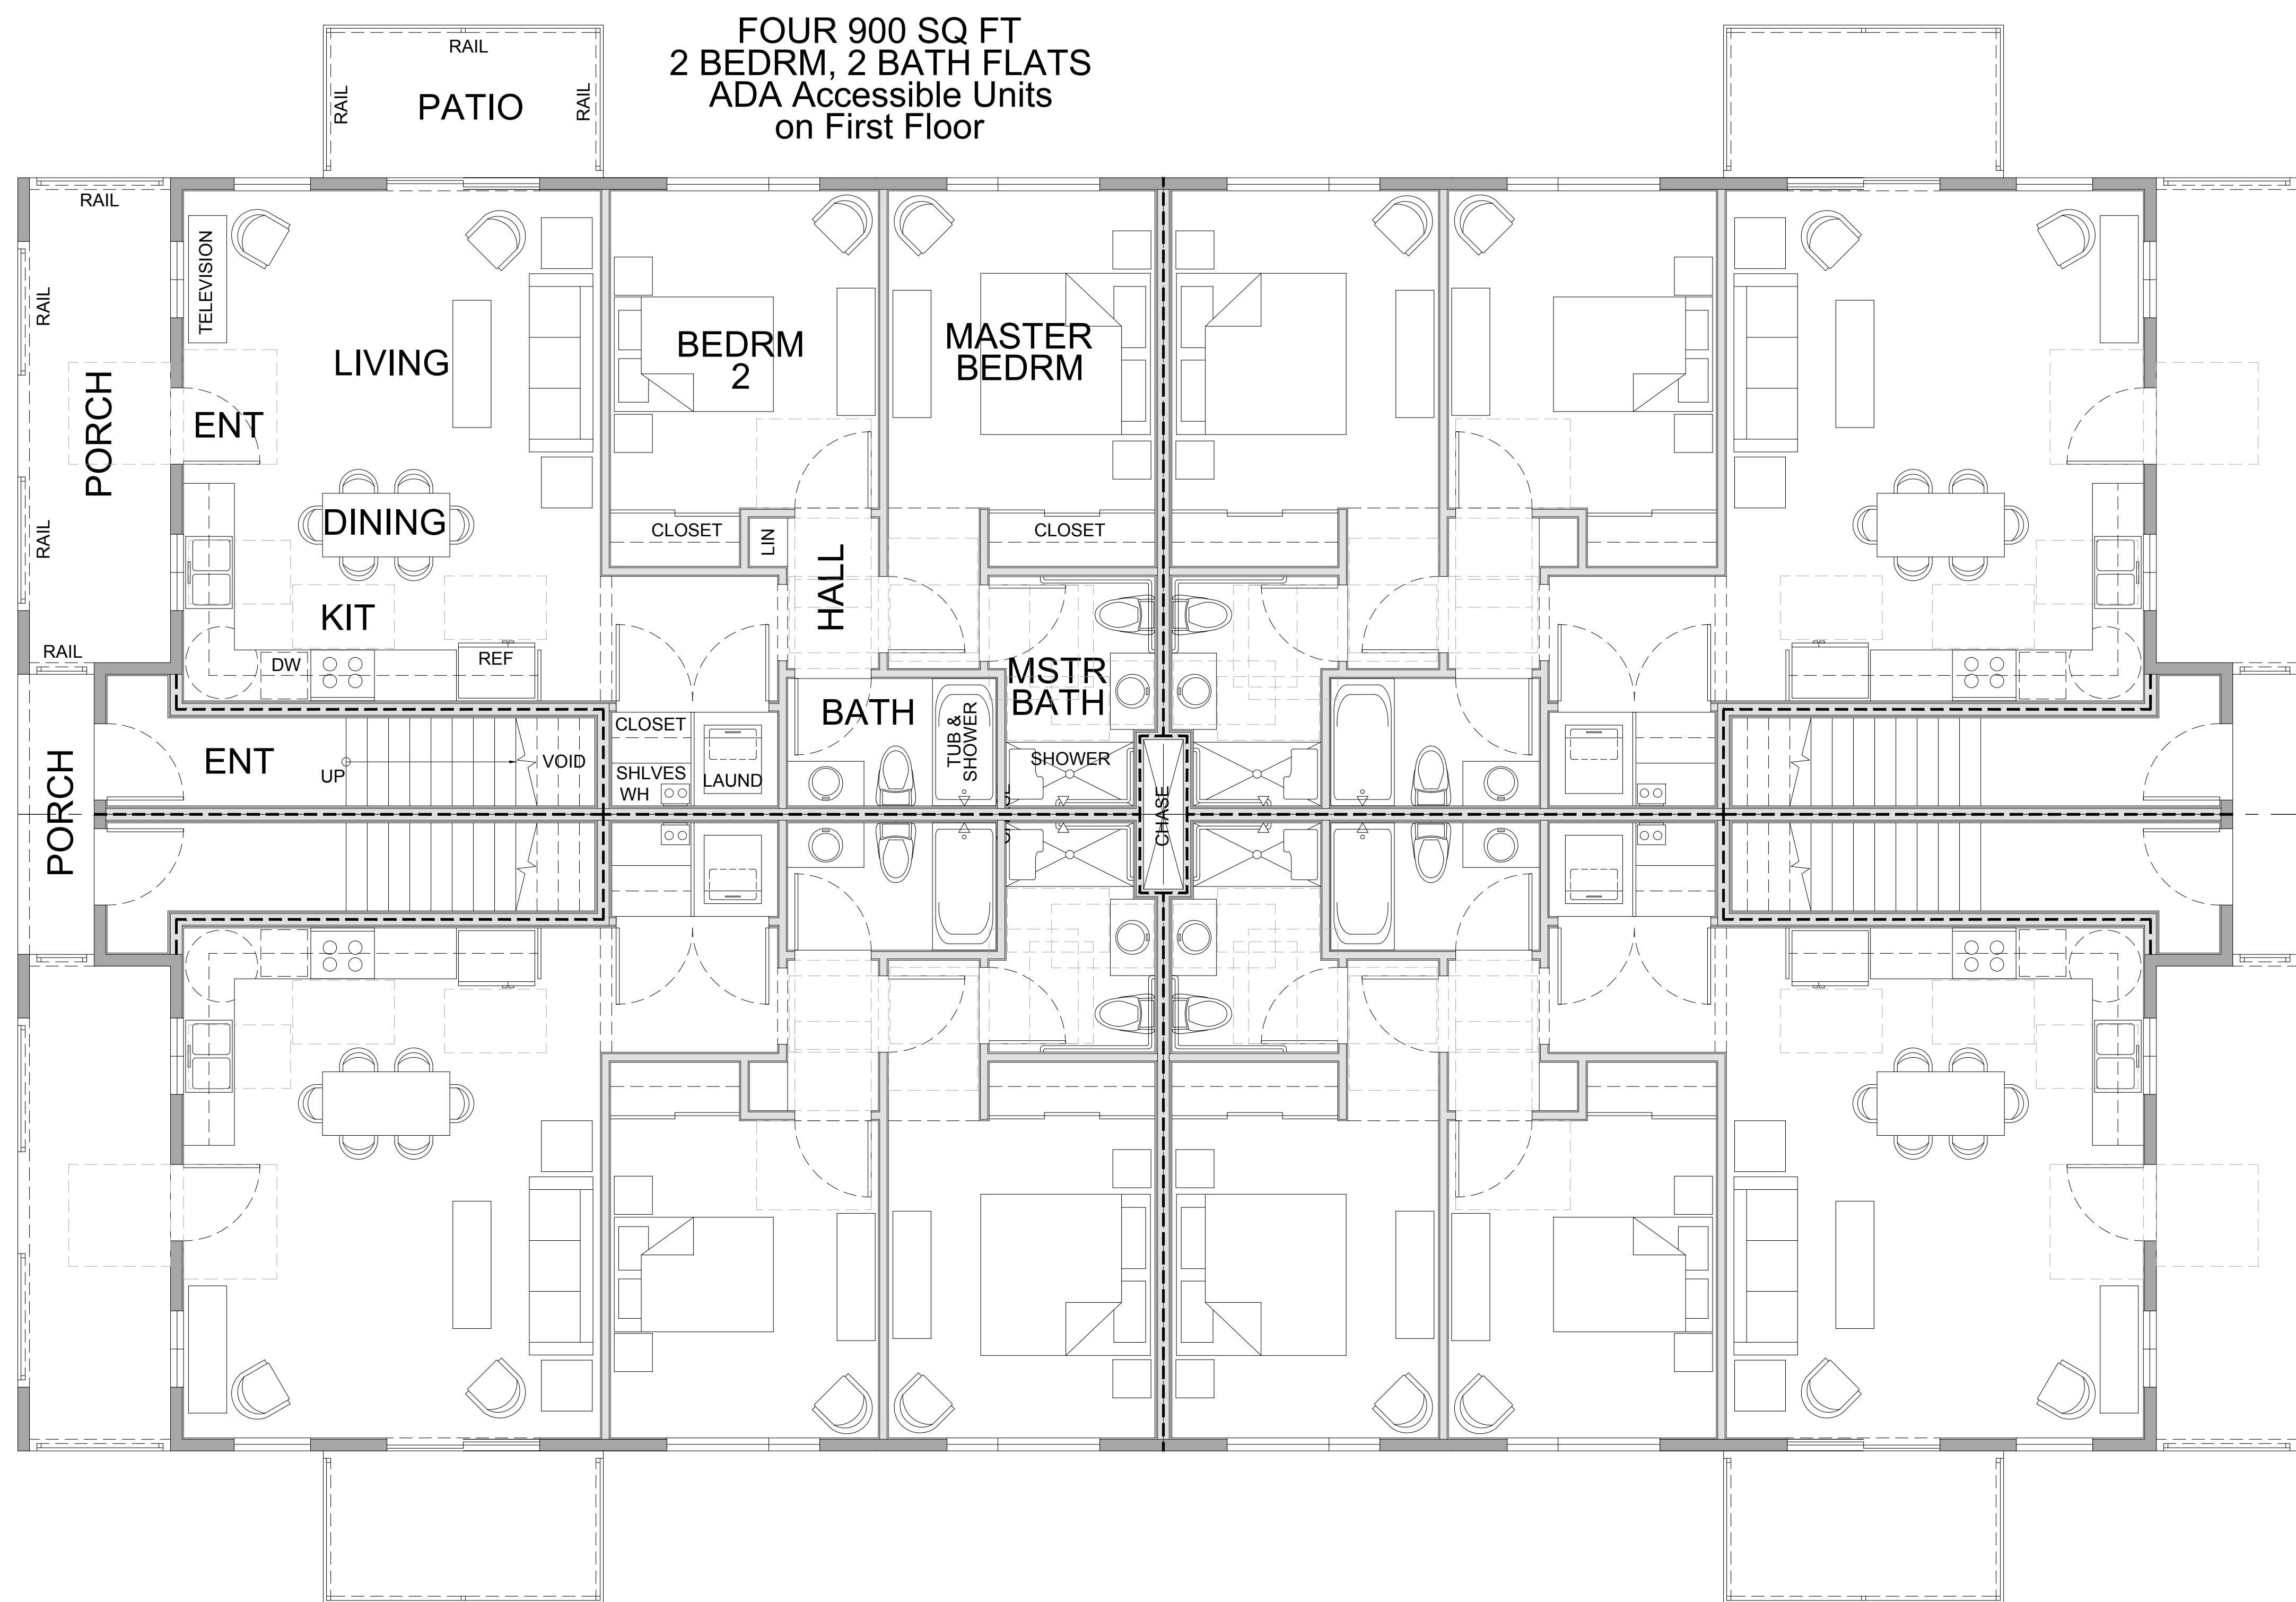 FOUR 900 SQ FT
2 BEDRM, 2 BATH FLATS
ADA Accessible Units
on First Floor
RAIL
RAIL
PATIO
RAIL
RAIL
TELEVISION
RAIL
PORCH
LIVING
ENT
BEDRM
2
MASTER
BEDRM
RAIL
DINING
CLOSET
LIN
CLOSET
HALL
KIT
RAIL
DW
REF
MSTR
BATH
BATH
CLOSET
TUB &
SHOWER
SHOWER
ENT
UP
VOID
SHLVES
WH
LAUND
PORCH
CHASE